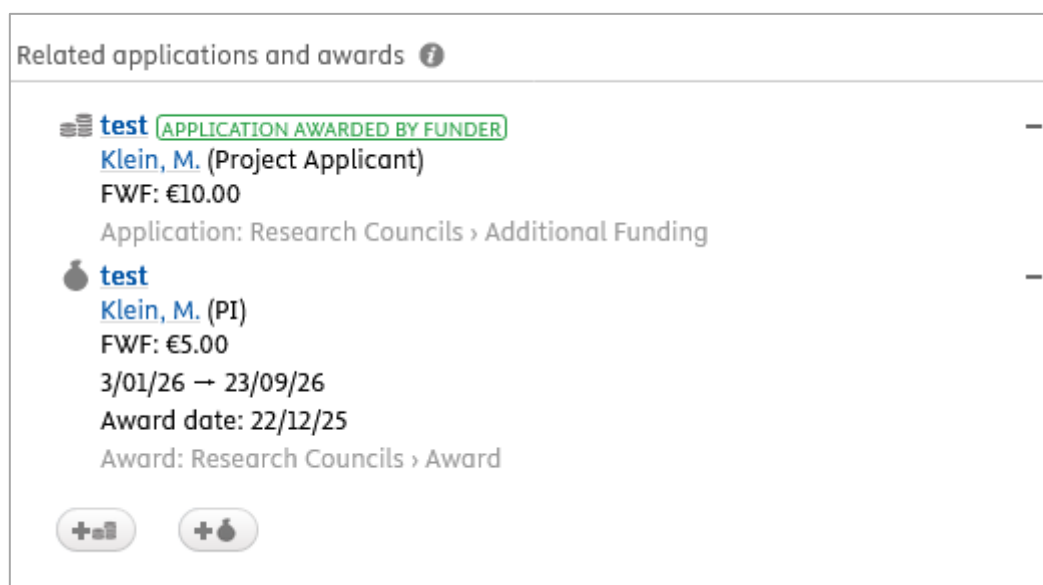 Related applications and awards
test APPLICATION AWARDED BY FUNDER
Klein, M. (Project Applicant)
FWF: €10.00
Application: Research Councils › Additional Funding
test
Klein, M. (PI)
FWF: €5.00
3/01/26 → 23/09/26
Award date: 22/12/25
Award: Research Councils › Award